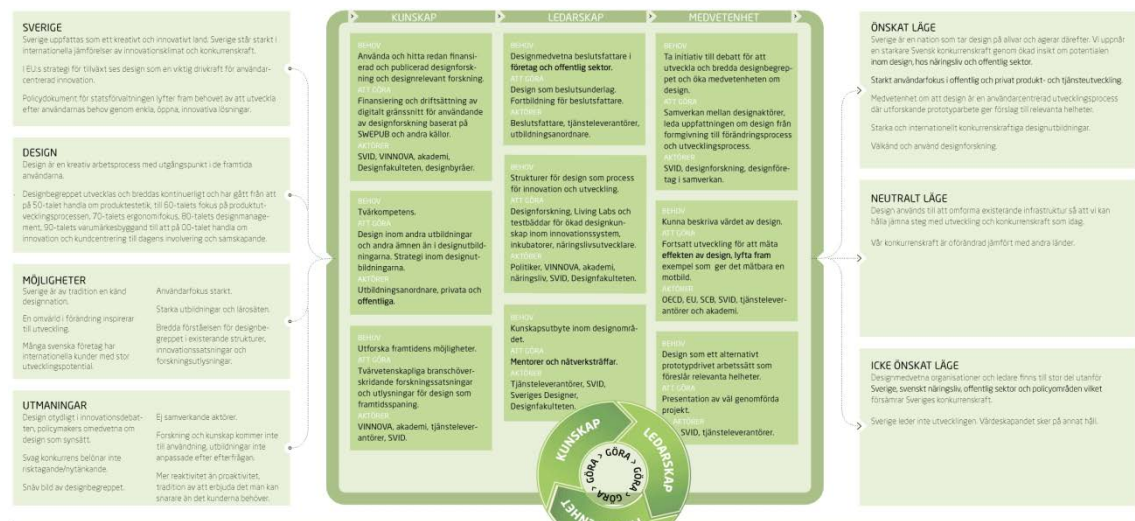 SVERIGE
Sverige uppfattas som ett kreativt och innovativt land. Sverige står starkt i
internationella jämförelser av innovationsklimat och konkurrenskraft.
I EU:s strategi för tillväxt ses design som en viktig drivkraft för användar-
centrerad innovation.
Policydokument för statsförvaltningen lyfter fram behovet av att utveckla
efter användarnas behov genom enkla, öppna, innovativa lösningar.
DESIGN
Design är en kreativ arbetsprocess med utgångspunkt i de framtida
användarna.
Designbegreppet utvecklas och breddas kontinuerligt och har gått från att
på 50-talet handla om produktestetik, till 60-talets fokus på produktut-
vecklingsprocessen, 70-talets ergonomifokus, 80-talets designmanage-
ment, 90-talets varumärkesbyggand till att på 00-talet handla om
innovation och kundcentrering till dagens involvering och samskapande.
MÖJLIGHETER
Sverige är av tradition en känd
designnation.
En omvärld i förändring inspirerar
till utveckling.
Många svenska företag har
internationella kunder med stor
utvecklingspotential.
Användarfokus starkt.
Starka utbildningar och lärosäten.
Bredda förståelsen för designbe-
greppet i existerande strukturer,
innovationssatsningar och
forskningsutlysningar.
UTMANINGAR
Design otydligt i innovationsdebat-
ten, policymakers omedvetna om
design som synsätt.
Svag konkurrens belönar inte
risktagande/nytänkande.
Snäv bild av designbegreppet.
Ej samverkande aktörer.
Forskning och kunskap kommer inte
till användning, utbildningar inte
anpassade efter efterfrågan.
Mer reaktivitet än proaktivitet,
tradition av att erbjuda det man kan
snarare än det kunderna behöver.
KUNSKAP
BEHOV
Använda och hitta redan finansi-
erad och publicerad designforsk-
ning och designrelevant forskning.
ATT GÖRA
Finansiering och driftsättning av
digitalt gränssnitt för användande
av designforskning baserat på
SWEPUB och andra källor.
AKTÖRER
SVID, VINNOVA, akademi,
Designfakulteten, designbyråer.
BEHOV
Tvärkompetens.
ATT GÖRA
Design inom andra utbildningar
och andra ämnen än i designutbild-
ningarna. Strategi inom designut-
bildningarna.
AKTÖRER
Utbildningsanordnare, privata och
offentliga.
BEHOV
Utforska framtidens möjligheter.
ATT GÖRA
Tvärvetenskapliga branschöver-
skridande forskningssatsningar
och utlysningar för design som
framtidsspaning.
AKTÖRER
VINNOVA, akademi, tjänstelever-
antörer, SVID.
LEDARSKAP
BEHOV
Designmedvetna beslutsfattare i
företag och offentlig sektor.
ATT GÖRA
Design som beslutsunderlag.
Fortbildning för beslutsfattare.
AKTÖRER
Beslutsfattare, tjänsteleverantörer,
utbildningsanordnare.
BEHOV
Strukturer för design som process
för innovation och utveckling.
ATT GÖRA
Designforskning, Living Labs och
testbäddar för ökad designkun-
skap inom innovationssystem,
inkubatorer, näringslivsutvecklare.
AKTÖRER
Politiker, VINNOVA, akademi,
näringsliv, SVID, Designfakulteten.
BEHOV
Kunskapsutbyte inom designområ-
det.
ATT GÖRA
Mentorer och nätverksträffar.
AKTÖRER
Tjänsteleverantörer, SVID,
Sveriges Designer,
Designfakulteten.
MEDVETENHET
BEHOV
Ta initiativ till debatt för att
utveckla och bredda designbegrep-
pet och öka medvetenheten om
design.
ATT GÖRA
Samverkan mellan designaktörer,
leda uppfattningen om design från
formgivning till förändringsprocess
och utvecklingsprocess.
AKTÖRER
SVID, designforskning, designföre-
tag i samverkan.
BEHOV
Kunna beskriva värdet av design.
ATT GÖRA
Fortsatt utveckling för att mäta
effekten av design, lyfta fram
exempel som ger det mätbara en
motbild.
AKTÖRER
OECD, EU, SCB, SVID, tjänstelever-
antörer och akademi.
BEHOV
Design som ett alternativt
prototypdrivet arbetssätt som
föreslår relevanta helheter.
ATT GÖRA
Presentation av väl genomförda
projekt.
SVID, tjänsteleverantörer.
KUNSKAP
LEDARSKAP
GÖRA > GÖRA > GÖRA > GÖRA >
ÖNSKAT LÄGE
Sverige är en nation som tar design på allvar och agerar därefter. Vi uppnår
en starkare Svensk konkurrenskraft genom ökad insikt om potentialen
inom design, hos näringsliv och offentlig sektor.
Starkt användarfokus i offentlig och privat produkt- och tjänsteutveckling.
Medvetenhet om att design är en användarcentrerad utvecklingsprocess
där utforskande prototyparbete ger förslag till relevanta helheter.
Starka och internationellt konkurrenskraftiga designutbildningar.
Välkänd och använd designforskning.
NEUTRALT LÄGE
Design används till att omforma existerande infrastruktur så att vi kan
hålla jämna steg med utveckling och konkurrenskraft som idag.
Vår konkurrenskraft är oförändrad jämfört med andra länder.
ICKE ÖNSKAT LÄGE
Designmedvetna organisationer och ledare finns till stor del utanför
Sverige, svenskt näringsliv, offentlig sektor och policyområden vilket
försämrar Sveriges konkurrenskraft.
Sverige leder inte utvecklingen. Värdeskapandet sker på annat håll.